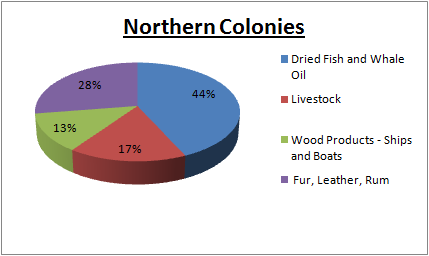 Northern Colonies
28%
44%
13%
17%
Dried Fish and Whale
Oil
Livestock
Wood Products - Ships
and Boats
Fur, Leather, Rum